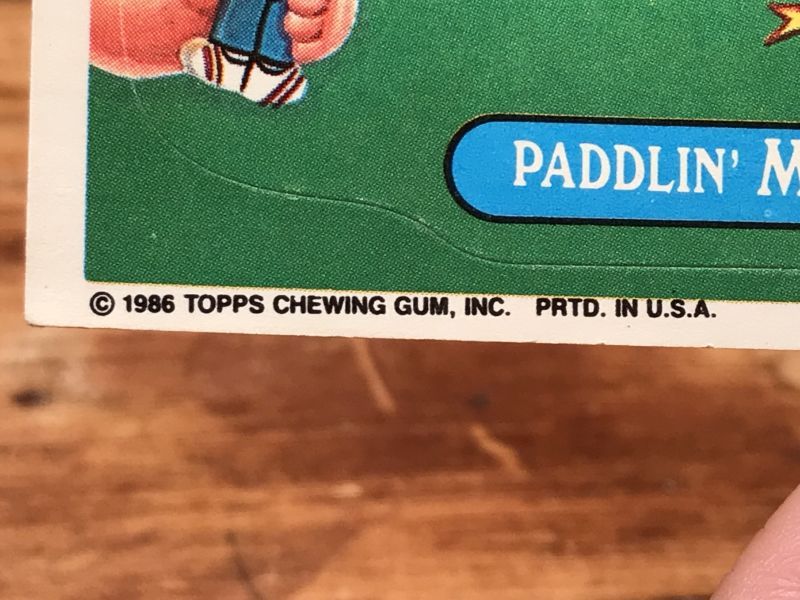 PADDLIN' M
© 1986 TOPPS CHEWING GUM, INC. PRTD. IN U.S.A.